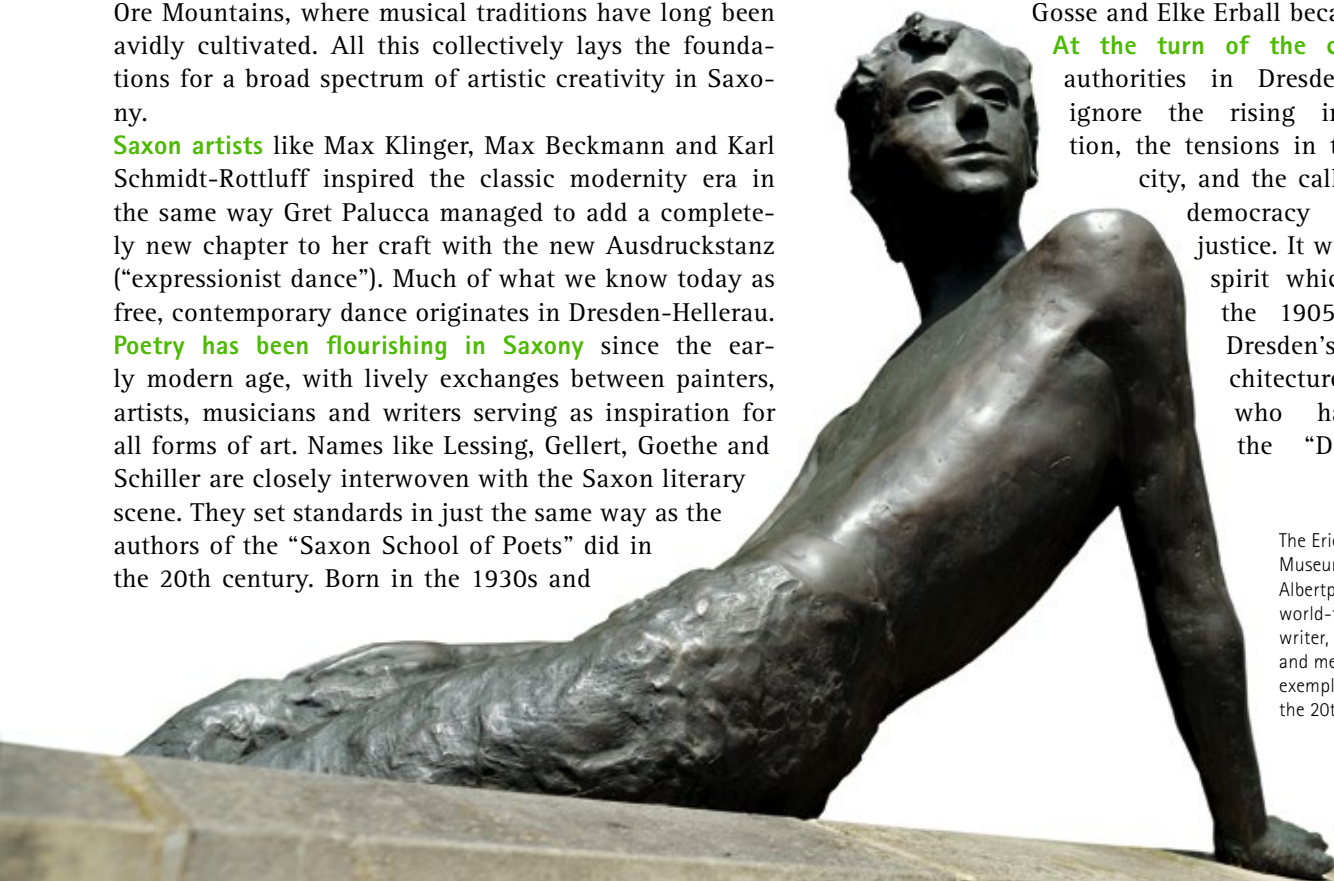 Ore Mountains, where musical traditions have long been
avidly cultivated. All this collectively lays the founda-
tions for a broad spectrum of artistic creativity in Saxo-
ny.
Saxon artists like Max Klinger, Max Beckmann and Karl
Schmidt-Rottluff inspired the classic modernity era in
the same way Gret Palucca managed to add a complete-
ly new chapter to her craft with the new Ausdruckstanz
(“expressionist dance”). Much of what we know today as
free, contemporary dance originates in Dresden-Hellerau.
Poetry has been flourishing in Saxony since the ear-
ly modern age, with lively exchanges between painters,
artists, musicians and writers serving as inspiration for
all forms of art. Names like Lessing, Gellert, Goethe and
Schiller are closely interwoven with the Saxon literary
scene. They set standards in just the same way as the
authors of the “Saxon School of Poets” did in
the 20th century. Born in the 1930s and
Gosse and Elke Erball
At the turn of the
authorities in
ignore the rising
tion, the tensions in
city, and the
democracy
justice. It
spirit
the 1905
Dresden’s
who
the
The
and
the